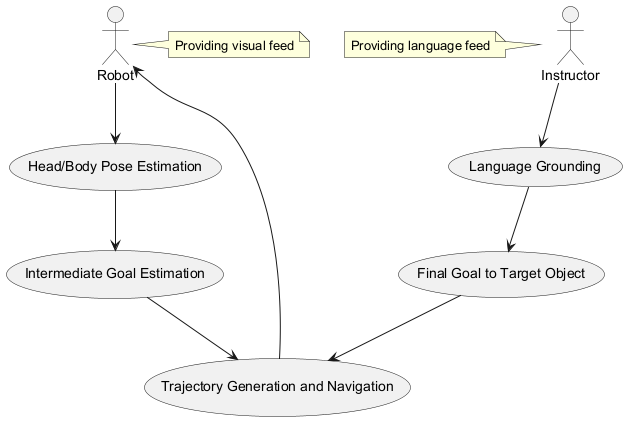 Providing visual feed
Providing language feed
Robot
Instructor
Head/Body Pose Estimation
Language Grounding
Intermediate Goal Estimation
Final Goal to Target Object
Trajectory Generation and Navigation